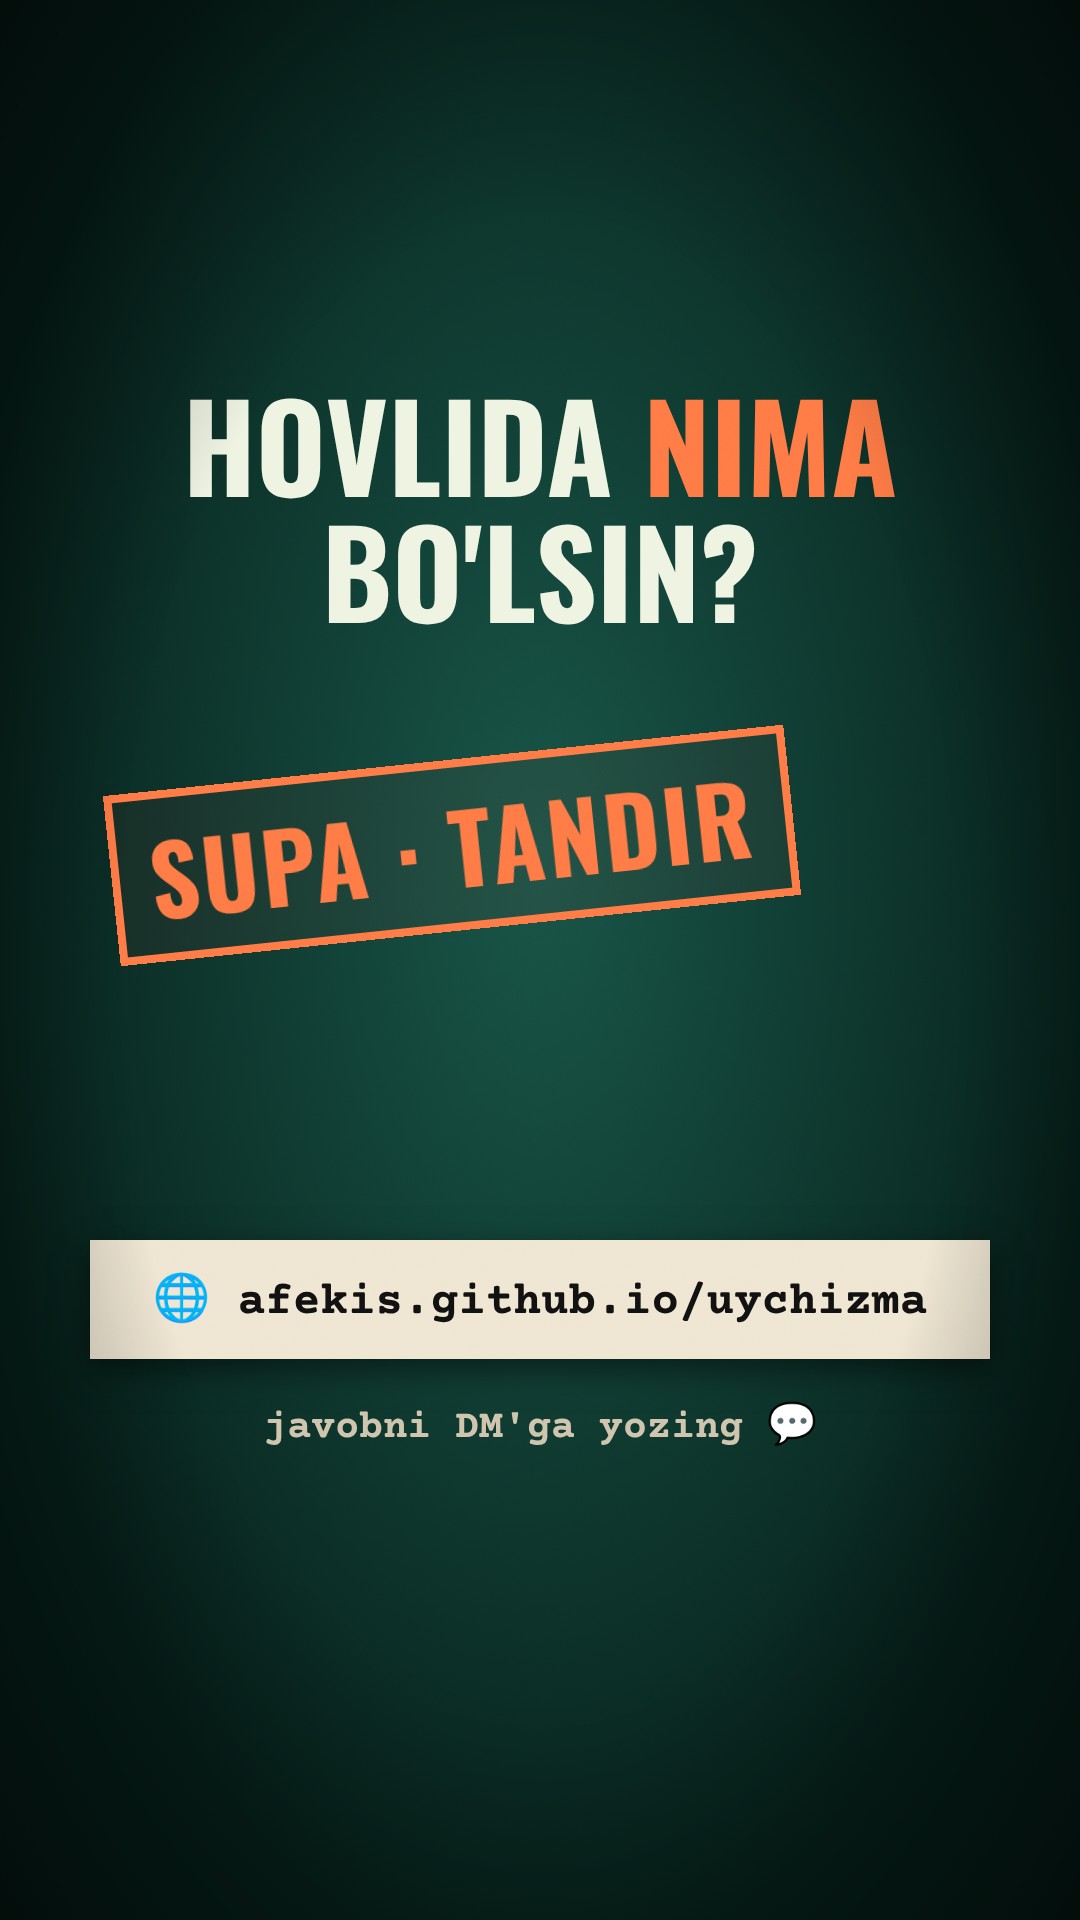 HOVLIDA NIMA
BO'LSIN?
SUPA · TANDIR
🌐 afekis.github.io/uychizma
javobni DM'ga yozing 💬